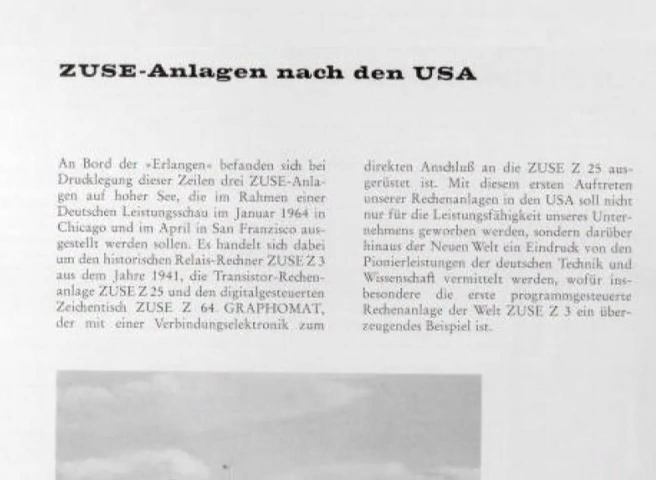 ZUSE-Anlagen nach den USA
An Bord der »Erlangen« befanden sich bei
Drucklegung dieser Zeilen drei ZUSE-Anla-
gen auf hoher See, die im Rahmen einer
Deutschen Leistungsschau im Januar 1964 in
Chicago und im April in San Franzisco aus-
gestellt werden sollen. Es handelt sich dabei
um den historischen Relais-Rechner ZUSE Z 3
aus dem Jahre 1941, die Transistor-Rechen-
anlage ZUSE Z 25 und den digitalgesteuerten
Zeichentisch ZUSE Z 64 GRAPHOMAT,
der mit einer Verbindungselektronik zum
direkten Anschluß an die ZUSE Z 25 aus-
gerüstet ist. Mit diesem ersten Auftreten
unserer Rechenanlagen in den USA soll nicht
nur für die Leistungsfähigkeit unseres Unter-
nehmens geworben werden, sondern darüber
hinaus der Neuen Welt ein Eindruck von den
Pionierleistungen der deutschen Technik und
Wissenschaft vermittelt werden, wofür ins-
besondere die erste programmgesteuerte
Rechenanlage der Welt ZUSE Z 3 ein über-
zeugendes Beispiel ist.